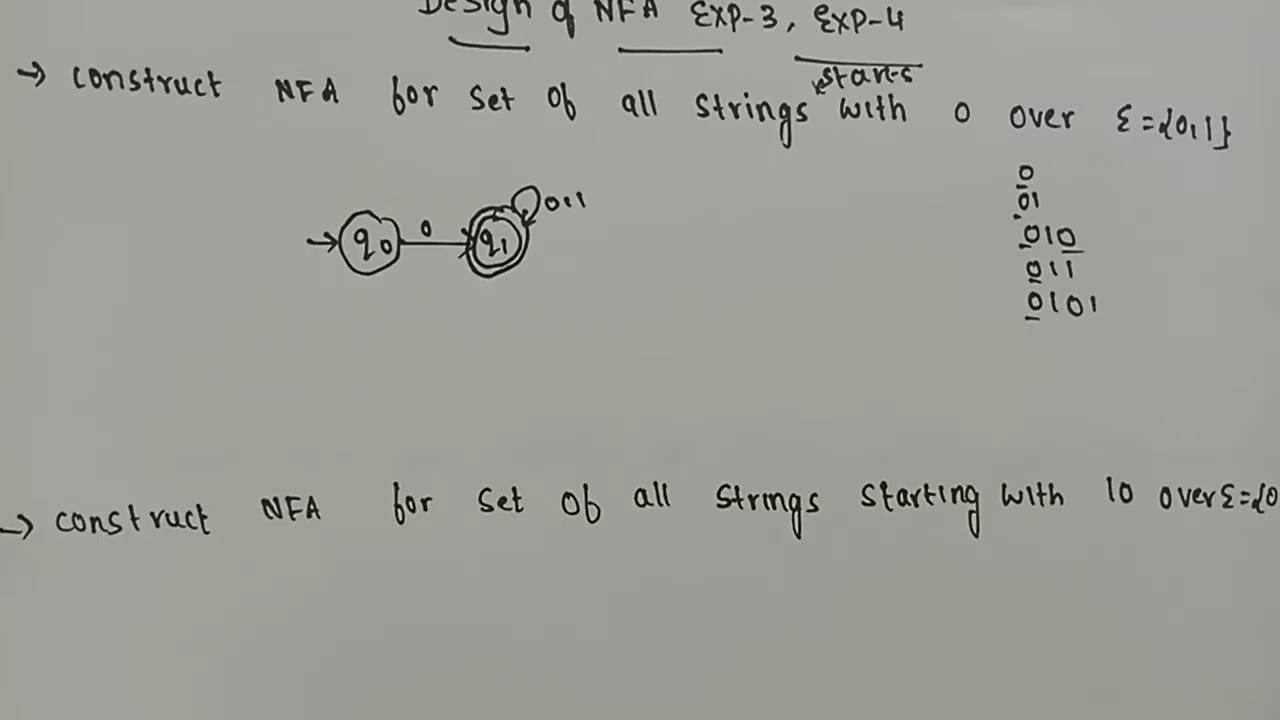 Design of NFA Exp-3, Exp-4
→ construct NFA for set of all strings starts with 0 over Ɛ={0,1}
0
01
010
011
0101
→ q0 0 q1 0,1
→ construct NFA for set of all strings starting with 10 over Ɛ={0